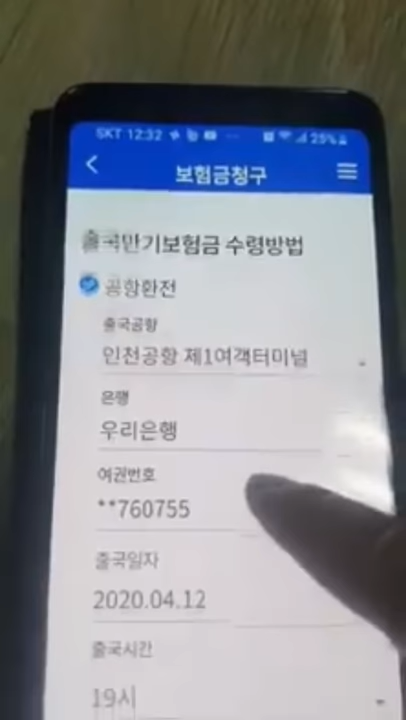 SKT 12:32 25%
보험금청구
출국만기보험금 수령방법
공항환전
출국공항
인천공항 제1여객터미널
은행
우리은행
여권번호
**760755
출국일자
2020.04.12
출국시간
19시